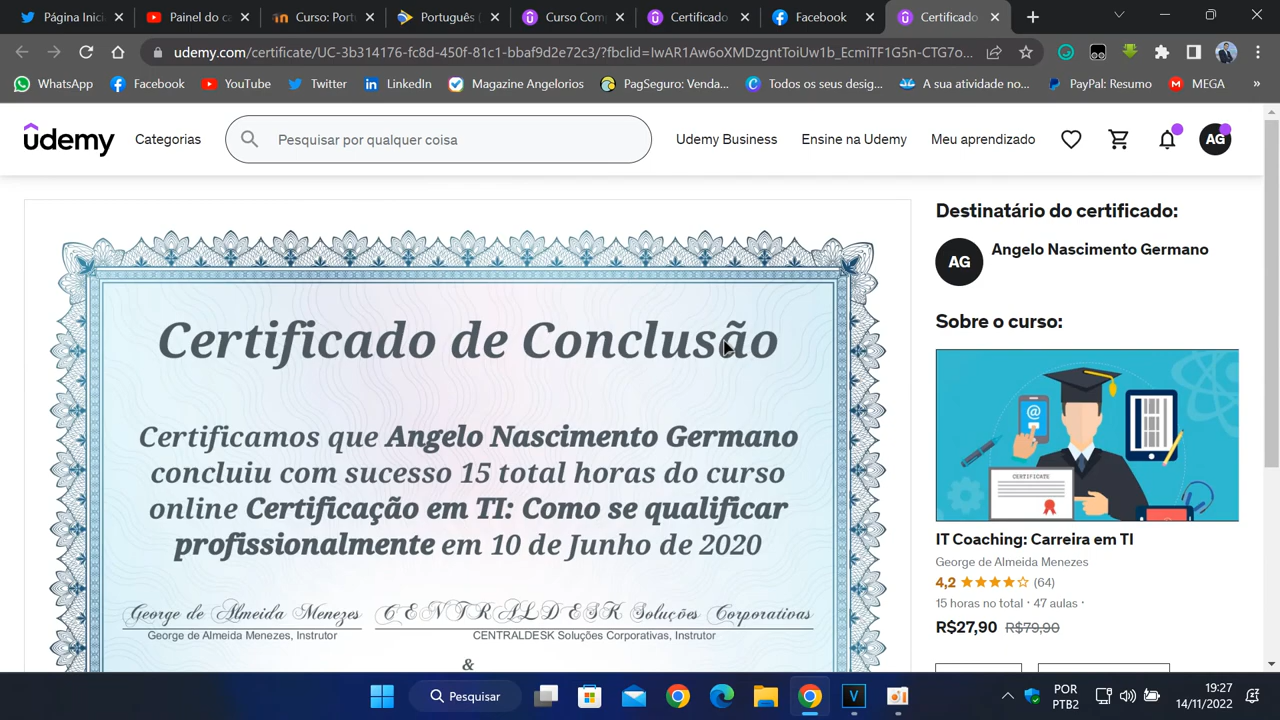 Página Inici
Painel do ca
Curso: Port
Português (
Curso Comp
Certificado
Facebook
Certificado
udemy.com/certificate/UC-3b314176-fc8d-450f-81c1-bbaf9d2e72c3/?fbclid=IwAR1Aw6oXMDzgntToiUw1b_EcmiTF1G5n-CTG7o...
WhatsApp
Facebook
YouTube
Twitter
LinkedIn
Magazine Angelorios
PagSeguro: Venda...
Todos os seus desig...
A sua atividade no...
PayPal: Resumo
MEGA
»
udemy
Categorias
Pesquisar por qualquer coisa
Udemy Business
Ensine na Udemy
Meu aprendizado
AG
Certificado de Conclusão
Certificamos que Angelo Nascimento Germano
concluiu com sucesso 15 total horas do curso
online Certificação em TI: Como se qualificar
profissionalmente em 10 de Junho de 2020
George de Almeida Menezes
CENTRALDESK Soluções Corporativas
George de Almeida Menezes, Instrutor
CENTRALDESK Soluções Corporativas, Instrutor
&
Destinatário do certificado:
AG
Angelo Nascimento Germano
Sobre o curso:
@
CERTIFICATE
IT Coaching: Carreira em TI
George de Almeida Menezes
4,2 (64)
15 horas no total · 47 aulas ·
R$27,90 R$79,90
Pesquisar
POR
PTB2
19:27
14/11/2022